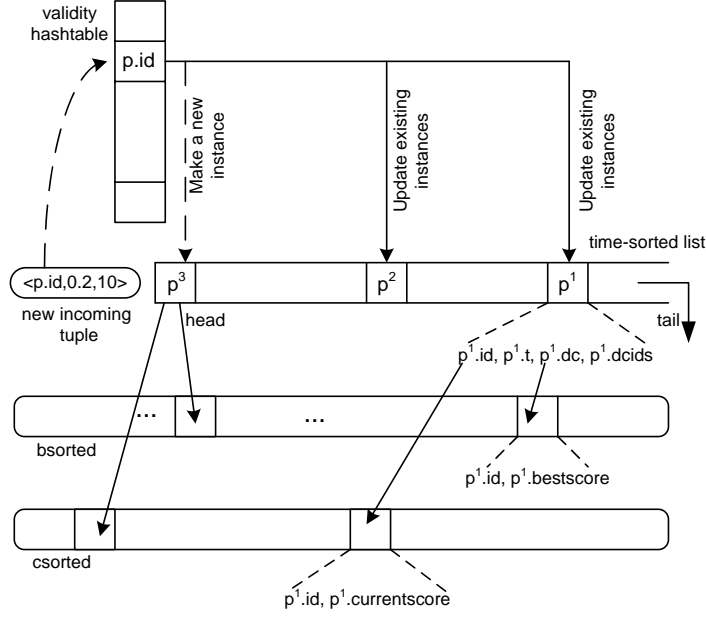 validity
hashtable
p.id
Make a new
instance
Update existing
instances
Update existing
instances
time-sorted list
<p.id,0.2,10>
p³
p²
p¹
new incoming
tuple
head
tail
p¹.id, p¹.t, p¹.dc, p¹.dcids
...
...
bsorted
p¹.id, p¹.bestscore
csorted
p¹.id, p¹.currentscore